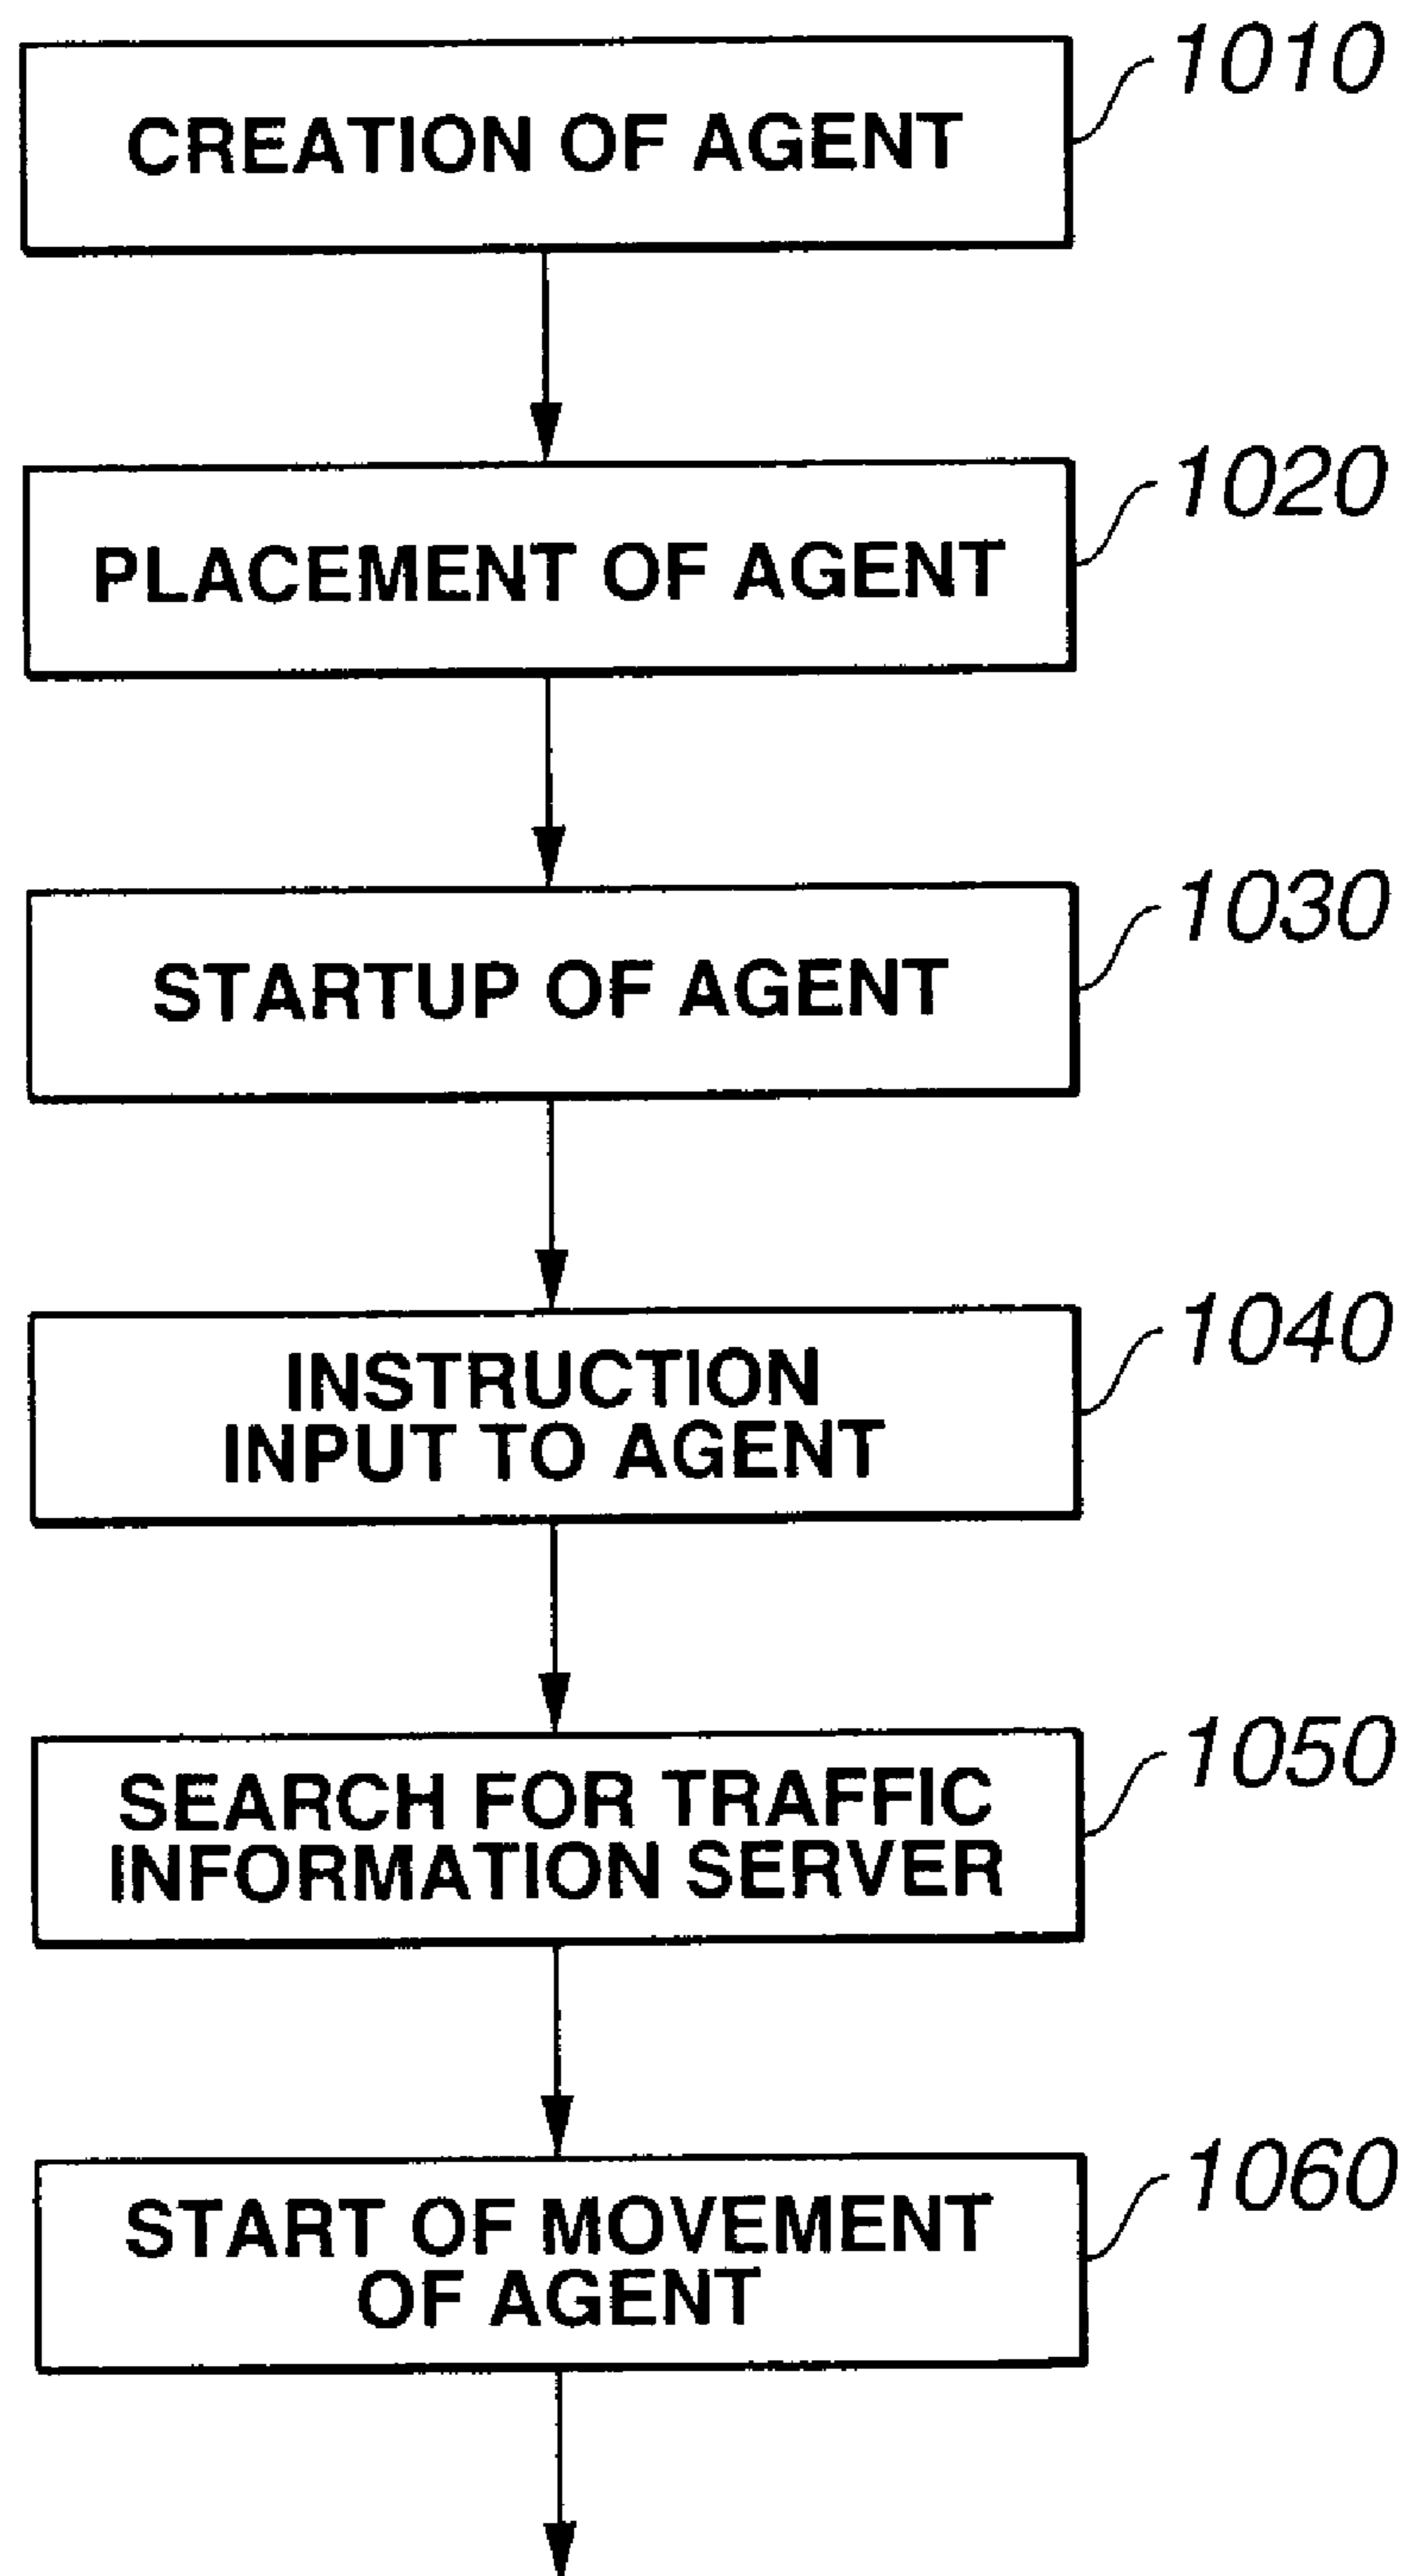 1010
CREATION OF AGENT
1020
PLACEMENT OF AGENT
1030
STARTUP OF AGENT
1040
INSTRUCTION
INPUT TO AGENT
1050
SEARCH FOR TRAFFIC
INFORMATION SERVER
1060
START OF MOVEMENT
OF AGENT